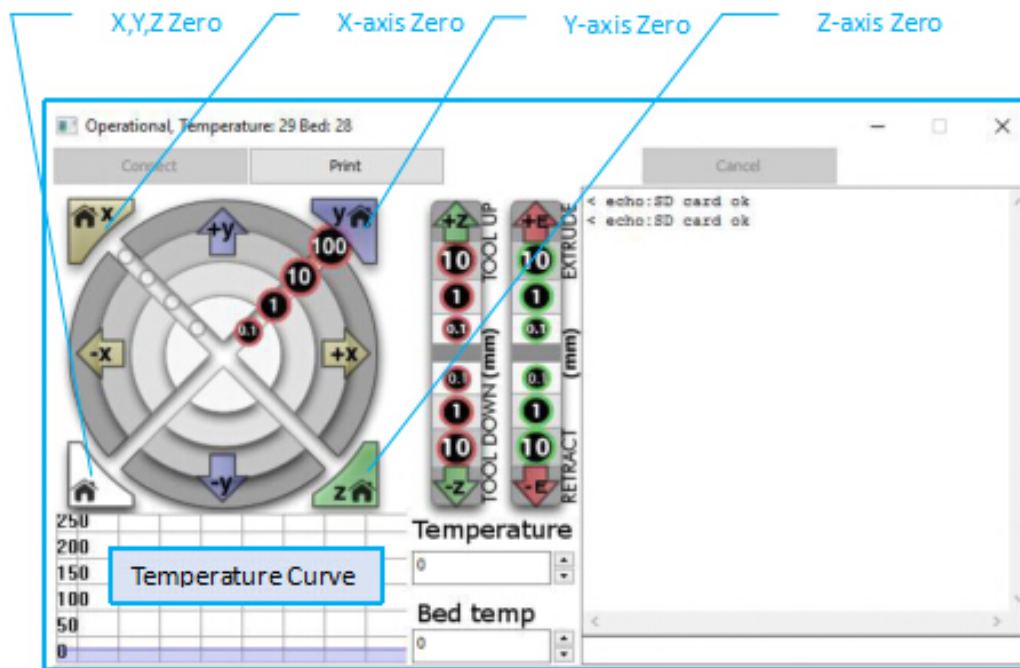 X,Y,Z Zero
X-axis Zero
Y-axis Zero
Z-axis Zero
Operational, Temperature: 29 Bed: 28
Connect
Print
Cancel
x
y
+y
100
10
1
0.1
-x
+x
-y
z
+Z
10
1
0.1
0.1
1
10
-Z
TOOL UP
(mm)
TOOL DOWN
+E
10
1
0.1
0.1
1
10
-E
EXTRUDE
(mm)
RETRACT
< echo:SD card ok
< echo:SD card ok
250
200
150
100
50
0
Temperature Curve
Temperature
0
Bed temp
0